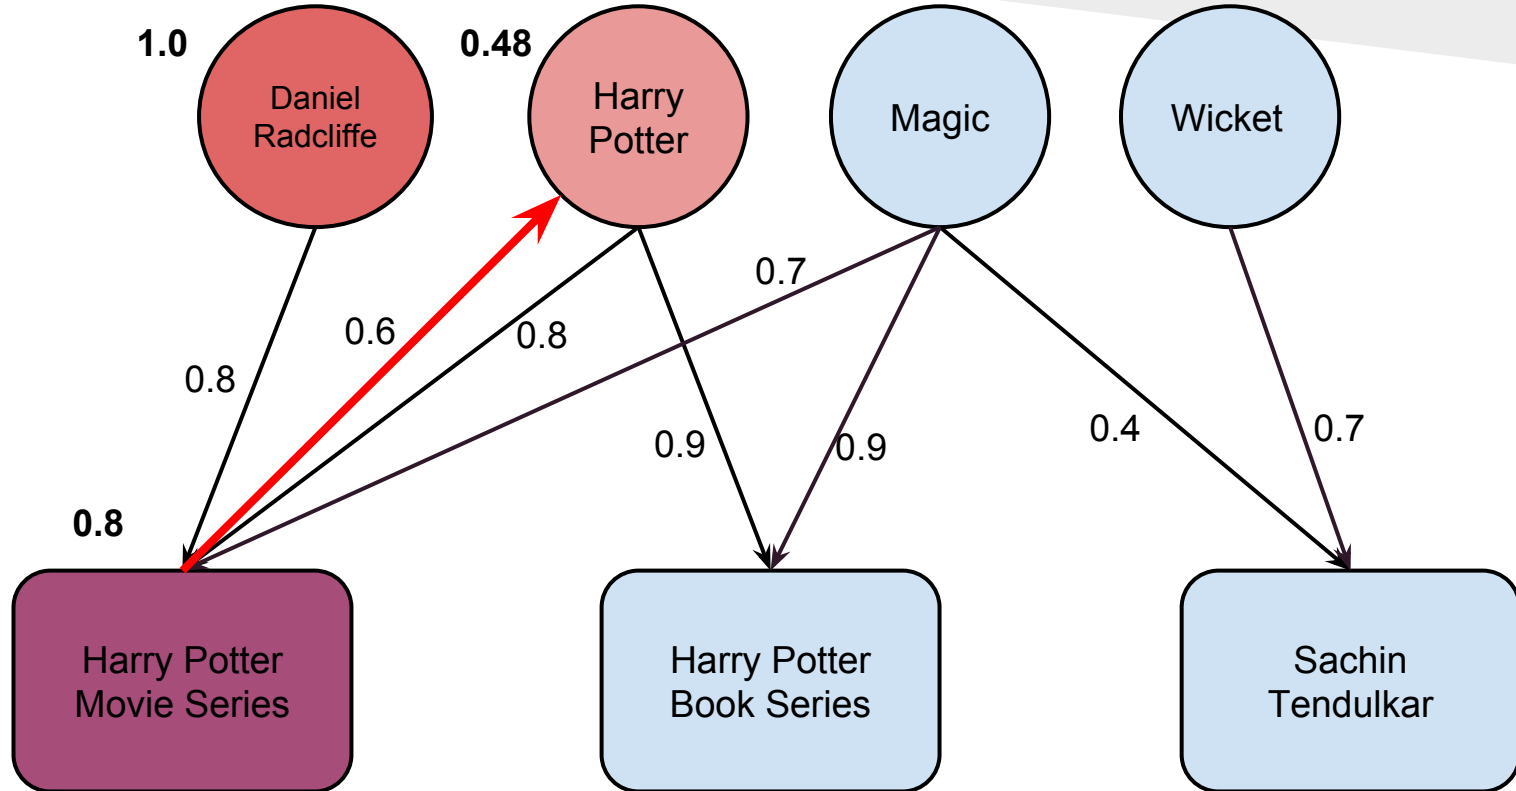 1.0
0.48
Daniel
Radcliffe
Harry
Potter
Magic
Wicket
0.7
0.6
0.8
0.8
0.9
0.9
0.4
0.7
0.8
Harry Potter
Movie Series
Harry Potter
Book Series
Sachin
Tendulkar